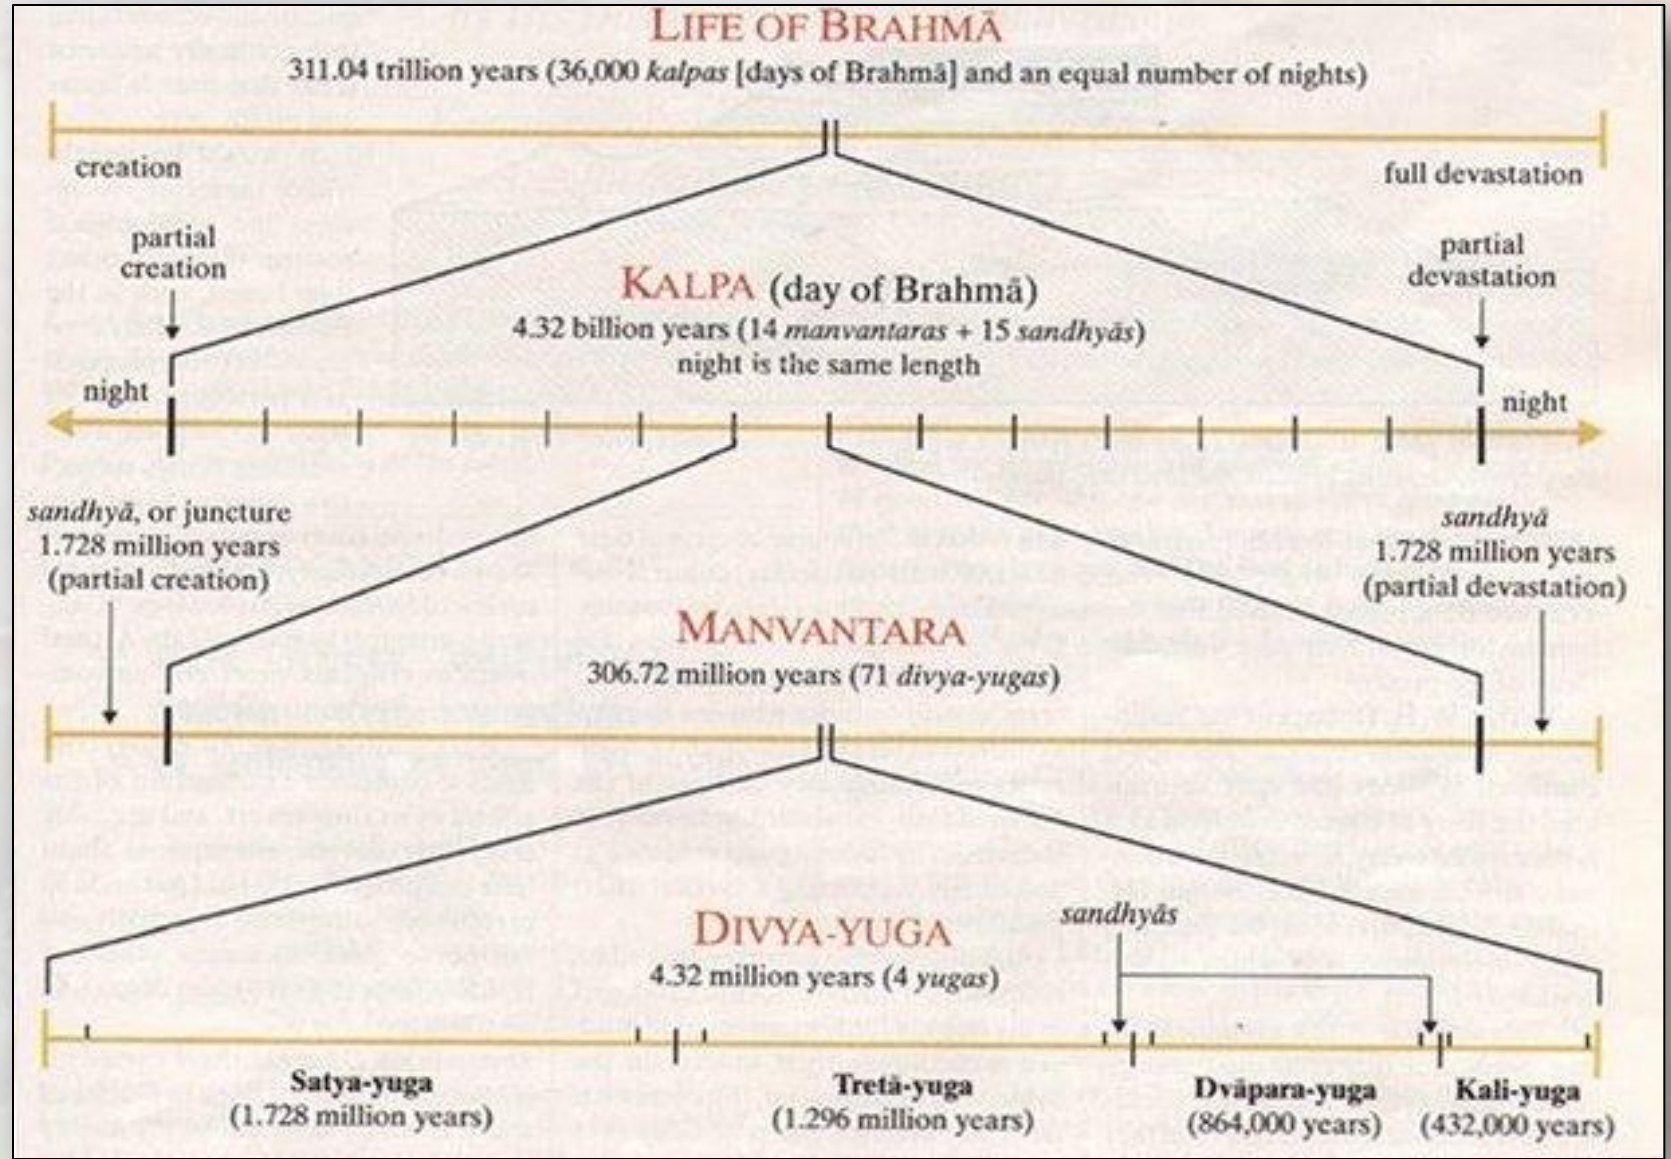 LIFE OF BRAHMĀ
311.04 trillion years (36,000 kalpas [days of Brahmā] and an equal number of nights)
creation
full devastation
partial
creation
partial
devastation
KALPA (day of Brahmā)
4.32 billion years (14 manvantaras + 15 sandhyās)
night is the same length
night
night
sandhyā, or juncture
1.728 million years
(partial creation)
sandhyā
1.728 million years
(partial devastation)
MANVANTARA
306.72 million years (71 divya-yugas)
sandhyās
DIVYA-YUGA
4.32 million years (4 yugas)
Satya-yuga
(1.728 million years)
Tretā-yuga
(1.296 million years)
Dvāpara-yuga
(864,000 years)
Kali-yuga
(432,000 years)